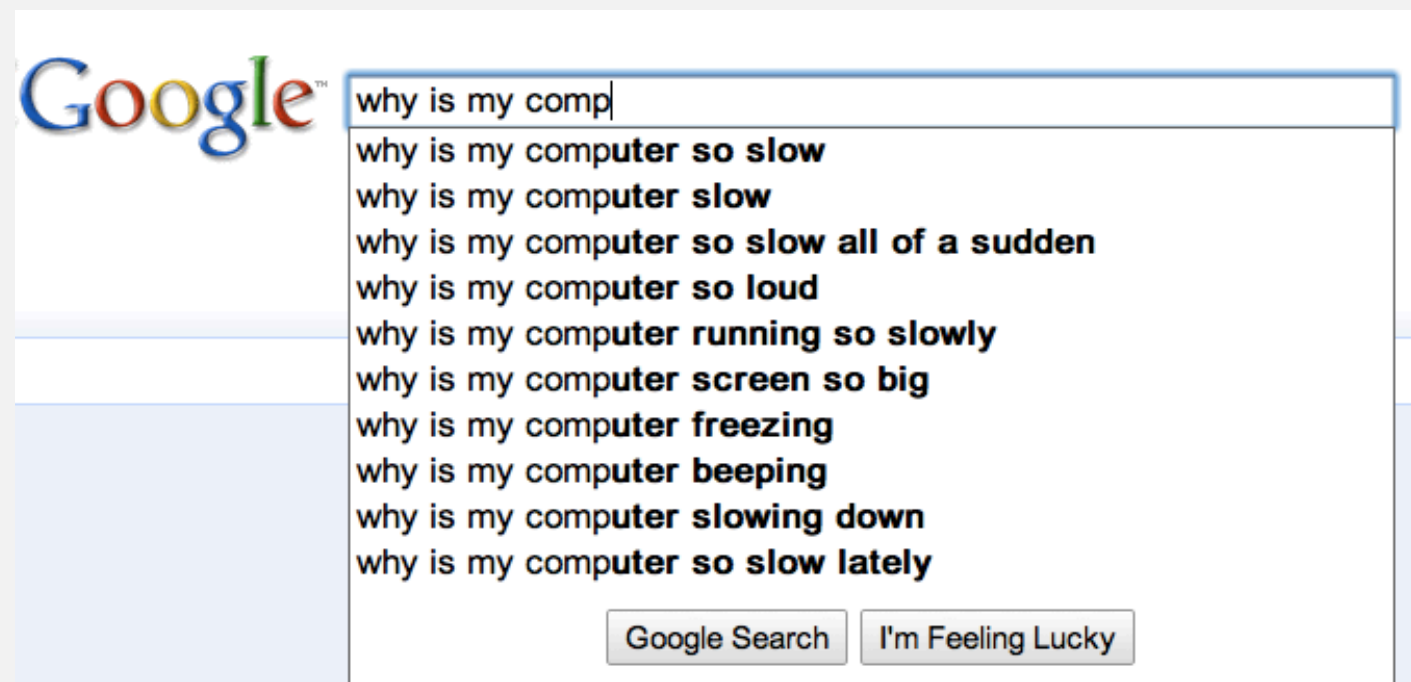 Google™
why is my comp
why is my computer so slow
why is my computer slow
why is my computer so slow all of a sudden
why is my computer so loud
why is my computer running so slowly
why is my computer screen so big
why is my computer freezing
why is my computer beeping
why is my computer slowing down
why is my computer so slow lately
Google Search I'm Feeling Lucky